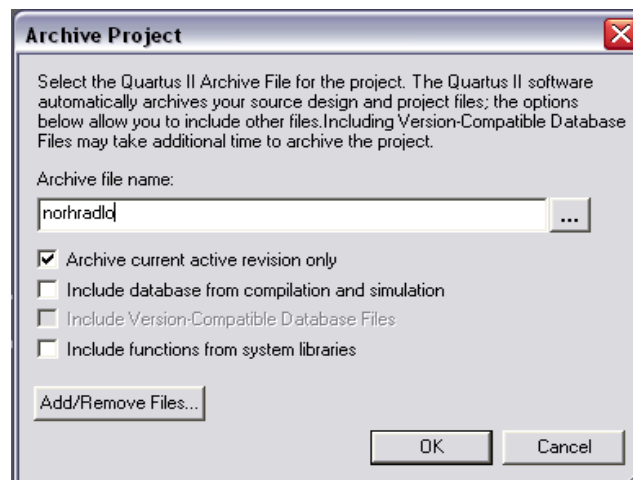 Archive Project
Select the Quartus II Archive File for the project. The Quartus II software
automatically archives your source design and project files; the options
below allow you to include other files.Including Version-Compatible Database
Files may take additional time to archive the project.
Archive file name:
norhradlo
...
Archive current active revision only
Include database from compilation and simulation
Include Version-Compatible Database Files
Include functions from system libraries
Add/Remove Files...
OK Cancel